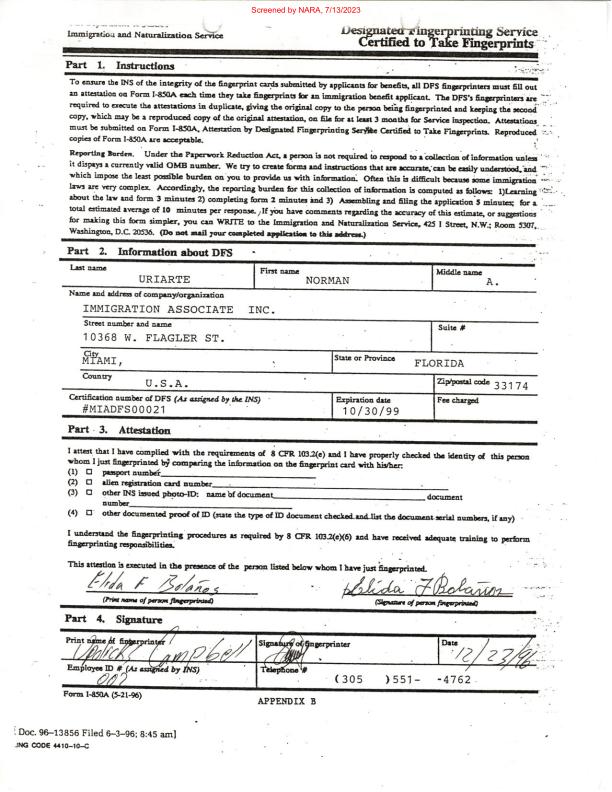 Screened by NARA, 7/13/2023
Immigration and Naturalization Service
Designated Fingerprinting Service
Certified to Take Fingerprints
Part 1. Instructions
To ensure the INS of the integrity of the fingerprint cards submitted by applicants for benefits, all DFS fingerprinters must fill out
an attestation on Form I-850A each time they take fingerprints for an immigration benefit applicant. The DFS's fingerprinters are
required to execute the attestations in duplicate, giving the original copy to the person being fingerprinted and keeping the second
copy, which may be a reproduced copy of the original attestation, on file for at least 3 months for Service inspection. Attestations
must be submitted on Form I-850A, Attestation by Designated Fingerprinting Service Certified to Take Fingerprints. Reproduced
copies of Form I-850A are acceptable.
Reporting Burden. Under the Paperwork Reduction Act, a person is not required to respond to a collection of information unless
it dispays a currently valid OMB number. We try to create forms and instructions that are accurate, can be easily understood, and
which impose the least possible burden on you to provide us with information. Often this is difficult because some immigration
laws are very complex. Accordingly, the reporting burden for this collection of information is computed as follows: 1)Learning
about the law and form 3 minutes 2) completing form 2 minutes and 3) Assembling and filing the application 5 minutes; for a
total estimated average of 10 minutes per response. If you have comments regarding the accuracy of this estimate, or suggestions
for making this form simpler, you can WRITE to the Immigration and Naturalization Service, 425 I Street, N.W.; Room 5307,
Washington, D.C. 20536. (Do not mail your completed application to this address.)
Part 2. Information about DFS
Last name First name Middle name
URIARTE NORMAN A.
Name and address of company/organization
IMMIGRATION ASSOCIATE INC.
Street number and name Suite #
10368 W. FLAGLER ST.
City State or Province
MIAMI, FLORIDA
Country Zip/postal code 33174
U.S.A.
Certification number of DFS (As assigned by the INS) Expiration date Fee charged
#MIADFS00021 10/30/99
Part 3. Attestation
I attest that I have complied with the requirements of 8 CFR 103.2(e) and I have properly checked the identity of this person
whom I just fingerprinted by comparing the information on the fingerprint card with his/her:
(1) passport number
(2) alien registration card number
(3) other INS issued photo-ID: name of document document
number
(4) other documented proof of ID (state the type of ID document checked and list the document serial numbers, if any)
I understand the fingerprinting procedures as required by 8 CFR 103.2(e)(6) and have received adequate training to perform
fingerprinting responsibilities.
This attestion is executed in the presence of the person listed below whom I have just fingerprinted.
Elida F Bolaños Elida F Bolaños
(Print name of person fingerprinted) (Signature of person fingerprinted)
Part 4. Signature
Print name of fingerprinter Signature of fingerprinter Date
Campbell 12/23/96
Employee ID # (As assigned by INS) Telephone #
007 (305 )551- -4762
Form I-850A (5-21-96)
APPENDIX B
Doc. 96-13856 Filed 6-3-96; 8:45 am]
CODE 4410-10-C